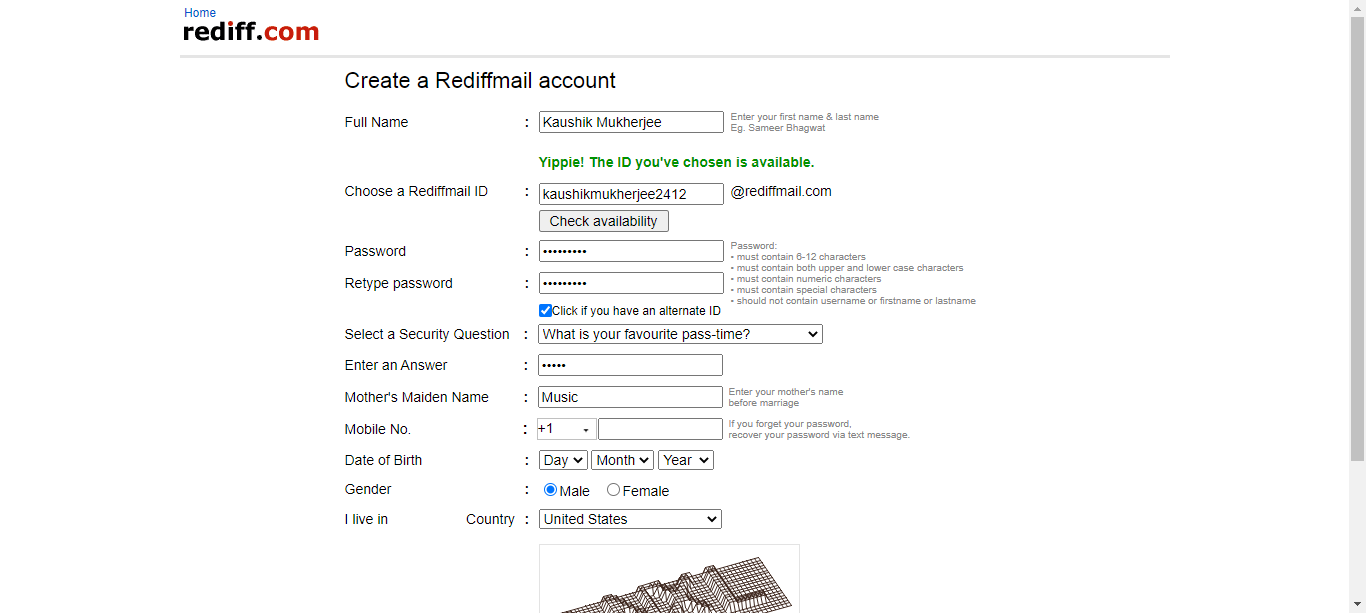 Home
rediff.com
Create a Rediffmail account
Full Name : Kaushik Mukherjee Enter your first name & last name
Eg. Sameer Bhagwat
Yippie! The ID you've chosen is available.
Choose a Rediffmail ID : kaushikmukherjee2412 @rediffmail.com
Check availability
Password : ••••••••• Password:
• must contain 6-12 characters
• must contain both upper and lower case characters
• must contain numeric characters
• must contain special characters
• should not contain username or firstname or lastname
Retype password : •••••••••
Click if you have an alternate ID
Select a Security Question : What is your favourite pass-time?
Enter an Answer : •••••
Mother's Maiden Name : Music Enter your mother's name
before marriage
Mobile No. : +1 If you forget your password,
recover your password via text message.
Date of Birth : Day Month Year
Gender : Male Female
I live in Country : United States